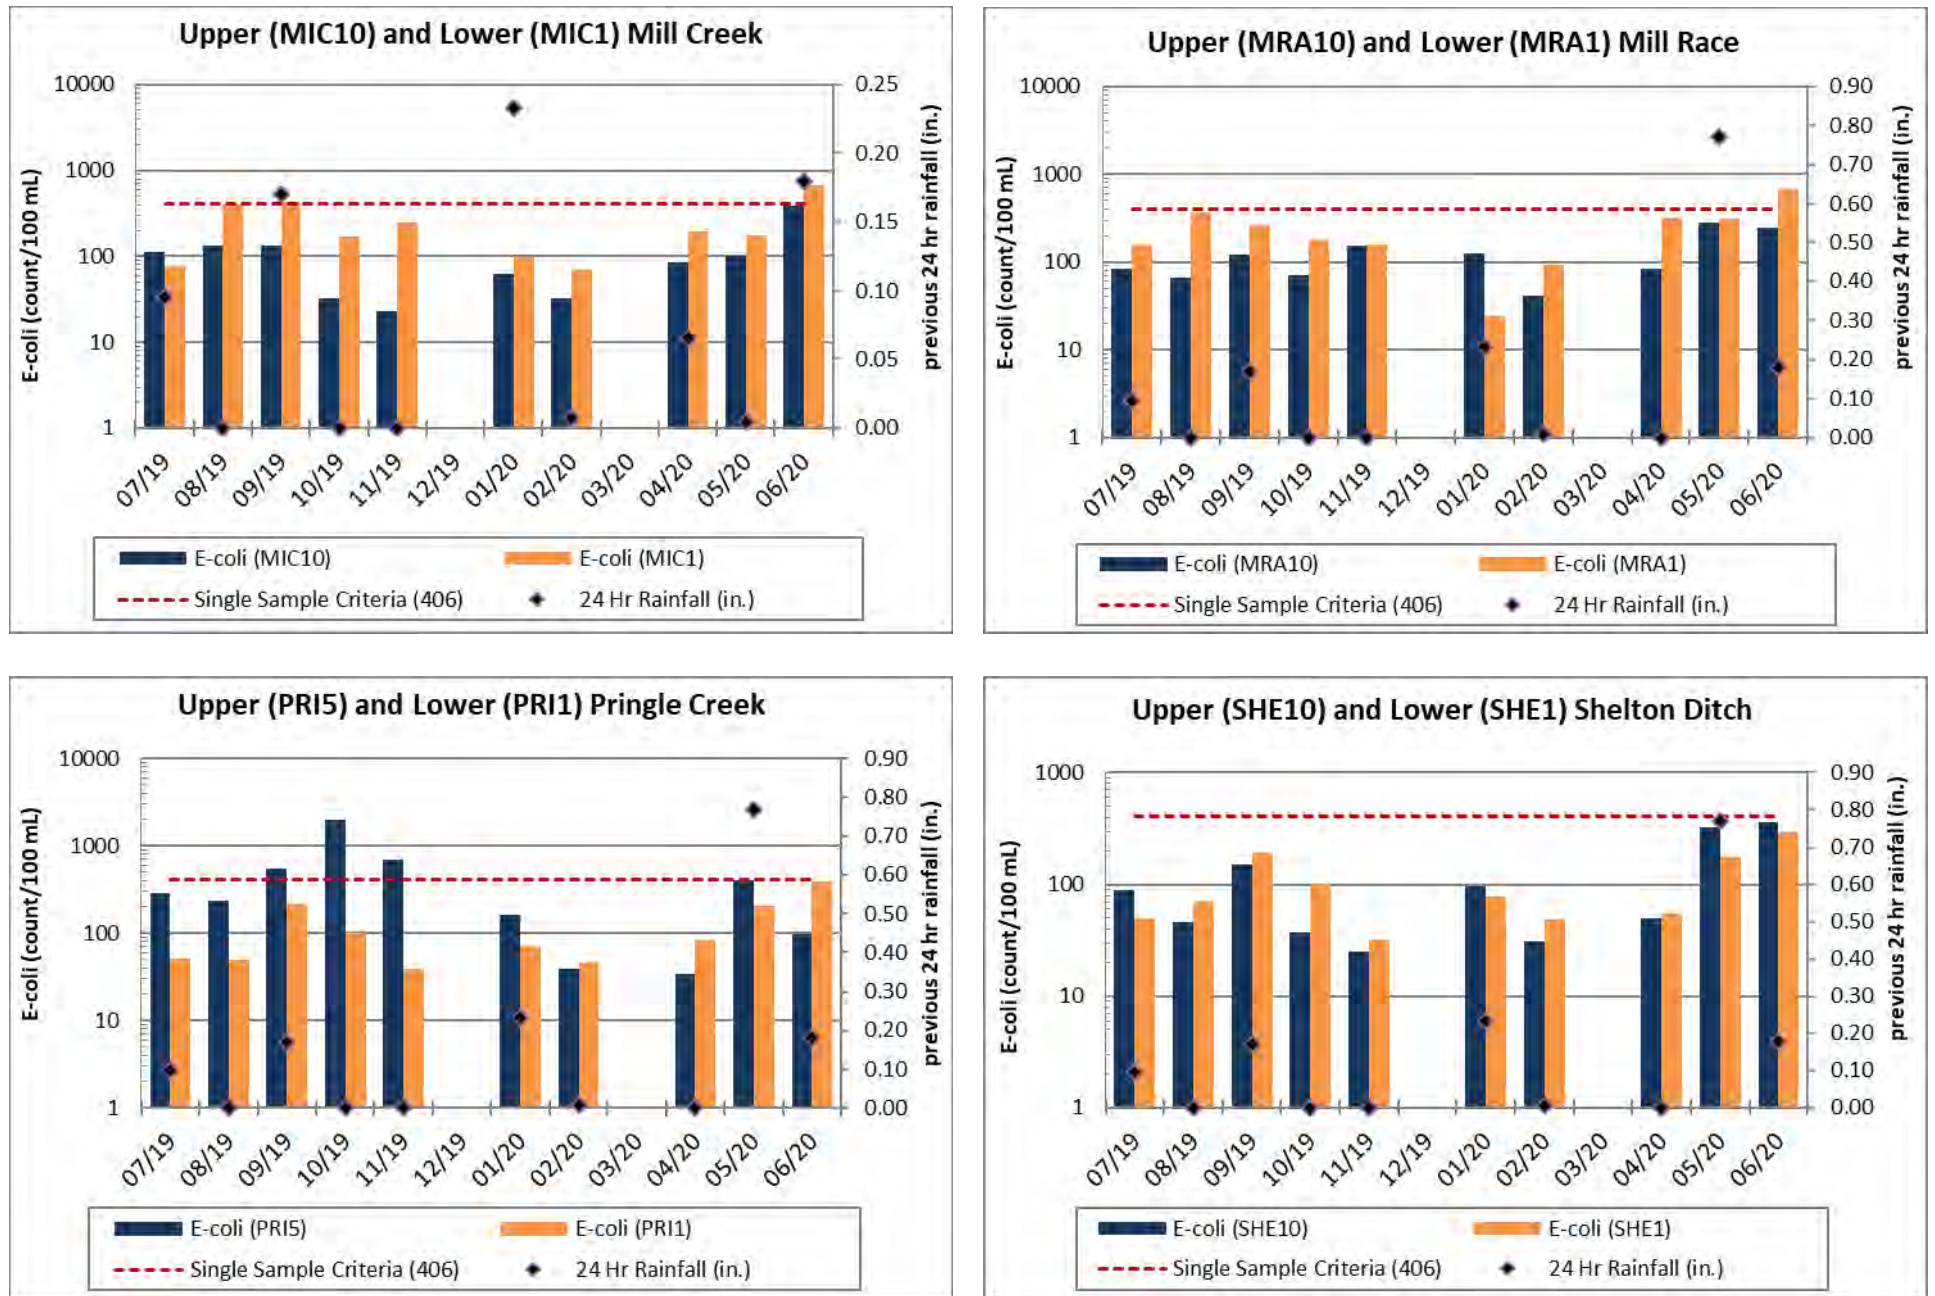 Upper (MIC10) and Lower (MIC1) Mill Creek
E-coli (count/100 mL)
10000
1000
100
10
1
0.25
0.20
0.15
0.10
0.05
0.00
previous 24 hr rainfall (in.)
07/19 08/19 09/19 10/19 11/19 12/19 01/20 02/20 03/20 04/20 05/20 06/20
E-coli (MIC10) E-coli (MIC1)
Single Sample Criteria (406) 24 Hr Rainfall (in.)
Upper (MRA10) and Lower (MRA1) Mill Race
E-coli (count/100 mL)
10000
1000
100
10
1
0.90
0.80
0.70
0.60
0.50
0.40
0.30
0.20
0.10
0.00
previous 24 hr rainfall (in.)
07/19 08/19 09/19 10/19 11/19 12/19 01/20 02/20 03/20 04/20 05/20 06/20
E-coli (MRA10) E-coli (MRA1)
Single Sample Criteria (406) 24 Hr Rainfall (in.)
Upper (PRI5) and Lower (PRI1) Pringle Creek
E-coli (count/100 mL)
10000
1000
100
10
1
0.90
0.80
0.70
0.60
0.50
0.40
0.30
0.20
0.10
0.00
previous 24 hr rainfall (in.)
07/19 08/19 09/19 10/19 11/19 12/19 01/20 02/20 03/20 04/20 05/20 06/20
E-coli (PRI5) E-coli (PRI1)
Single Sample Criteria (406) 24 Hr Rainfall (in.)
Upper (SHE10) and Lower (SHE1) Shelton Ditch
E-coli (count/100 mL)
1000
100
10
1
0.90
0.80
0.70
0.60
0.50
0.40
0.30
0.20
0.10
0.00
previous 24 hr rainfall (in.)
07/19 08/19 09/19 10/19 11/19 12/19 01/20 02/20 03/20 04/20 05/20 06/20
E-coli (SHE10) E-coli (SHE1)
Single Sample Criteria (406) 24 Hr Rainfall (in.)